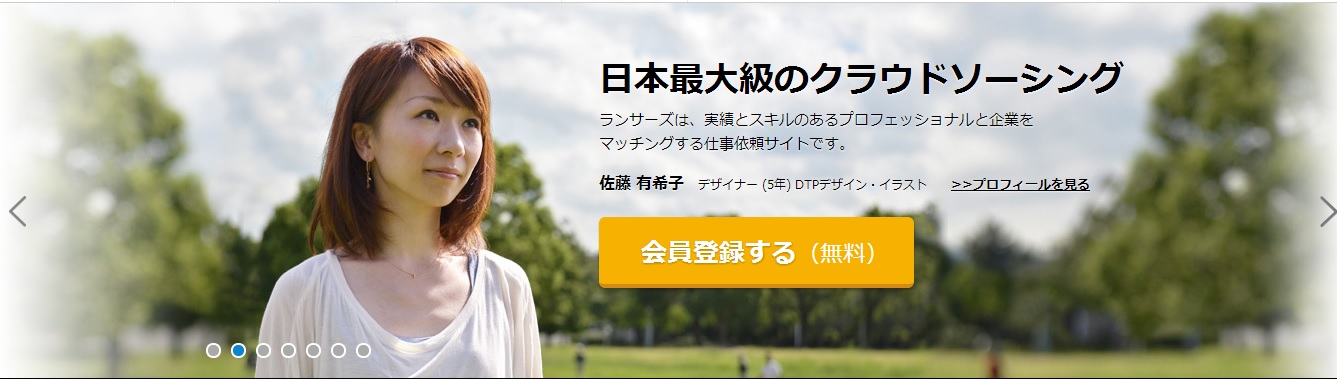 日本最大級のクラウドソーシング
ランサーズは、実績とスキルのあるプロフェッショナルと企業を
マッチングする仕事依頼サイトです。
佐藤 有希子 デザイナー (5年) DTPデザイン・イラスト >>プロフィールを見る
会員登録する（無料）